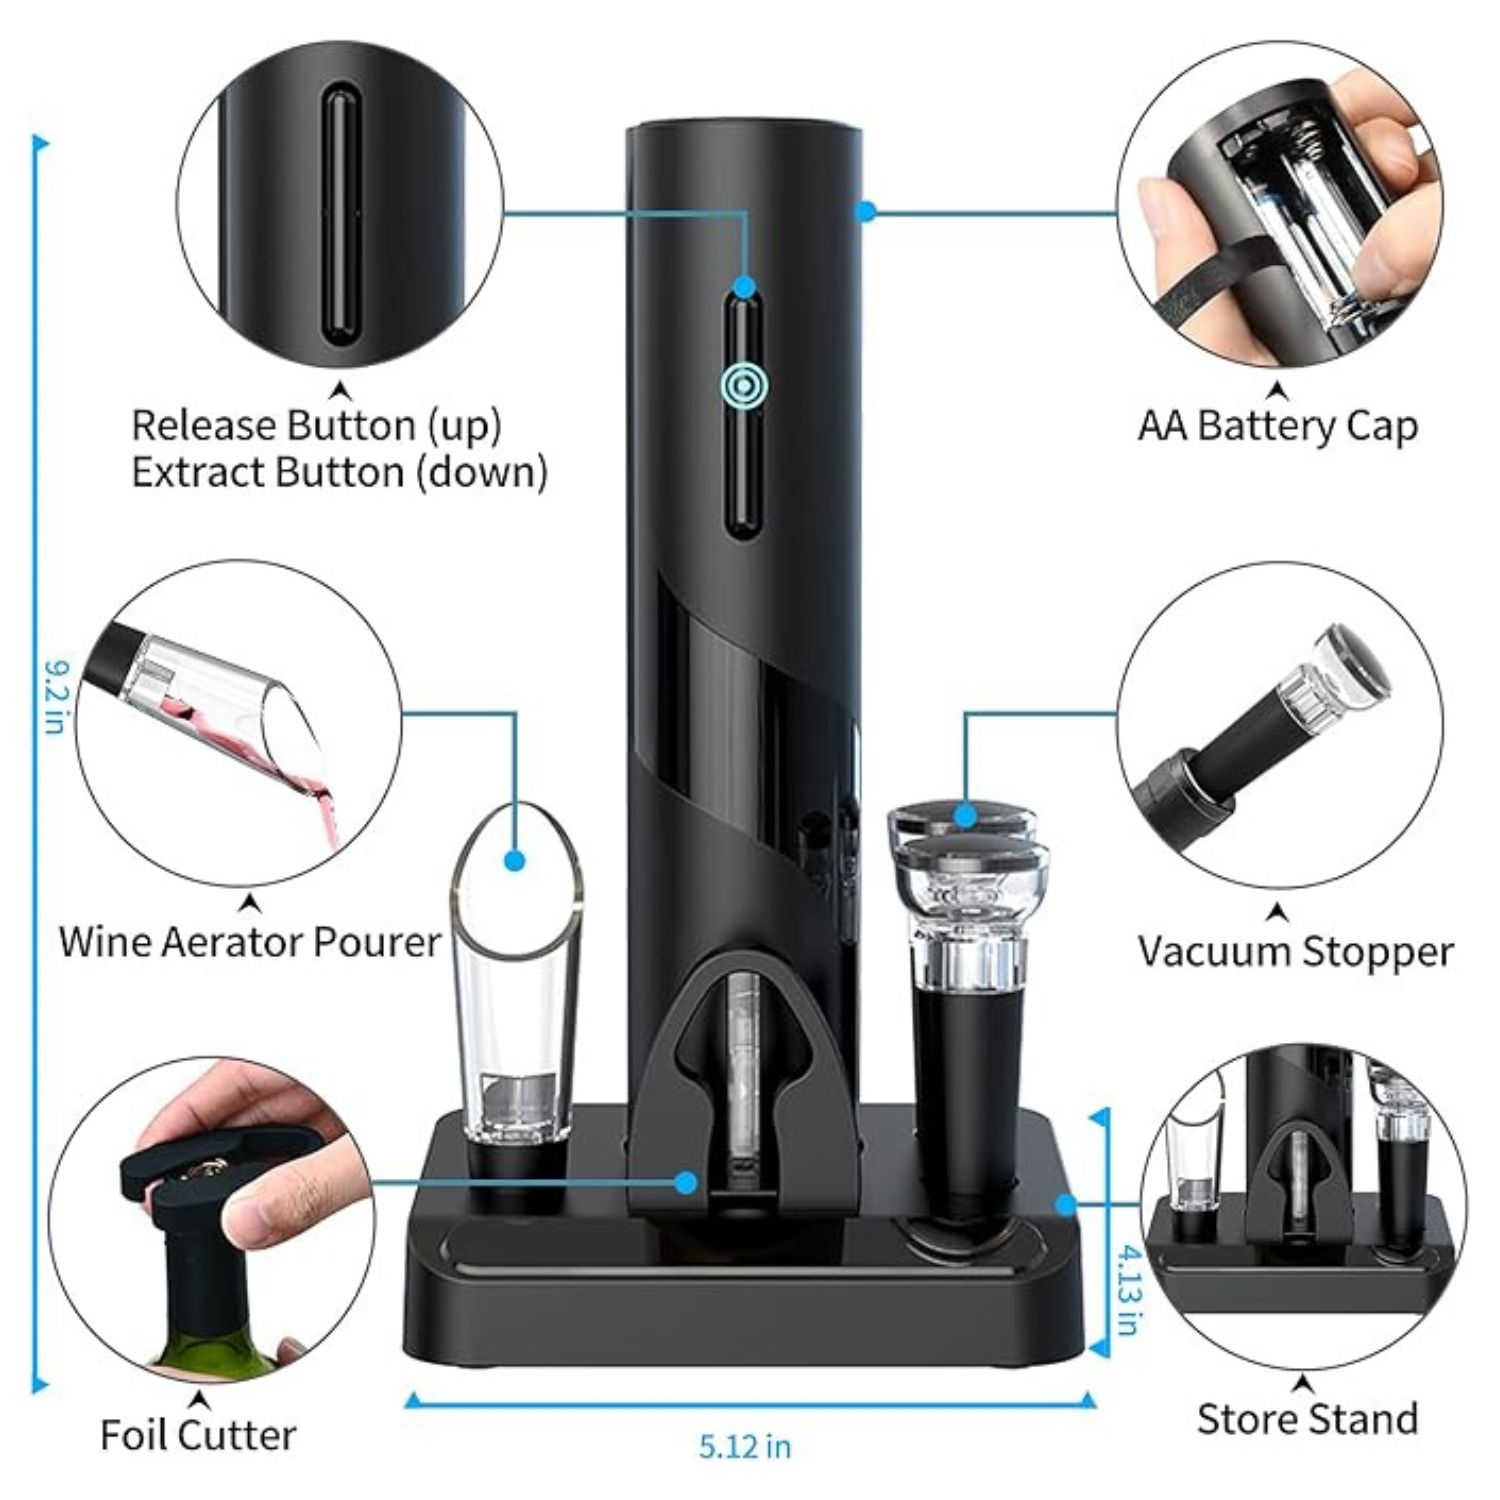 Release Button (up)
Extract Button (down)
AA Battery Cap
9.2 in
Wine Aerator Pourer
Vacuum Stopper
4.13 in
Foil Cutter
Store Stand
5.12 in